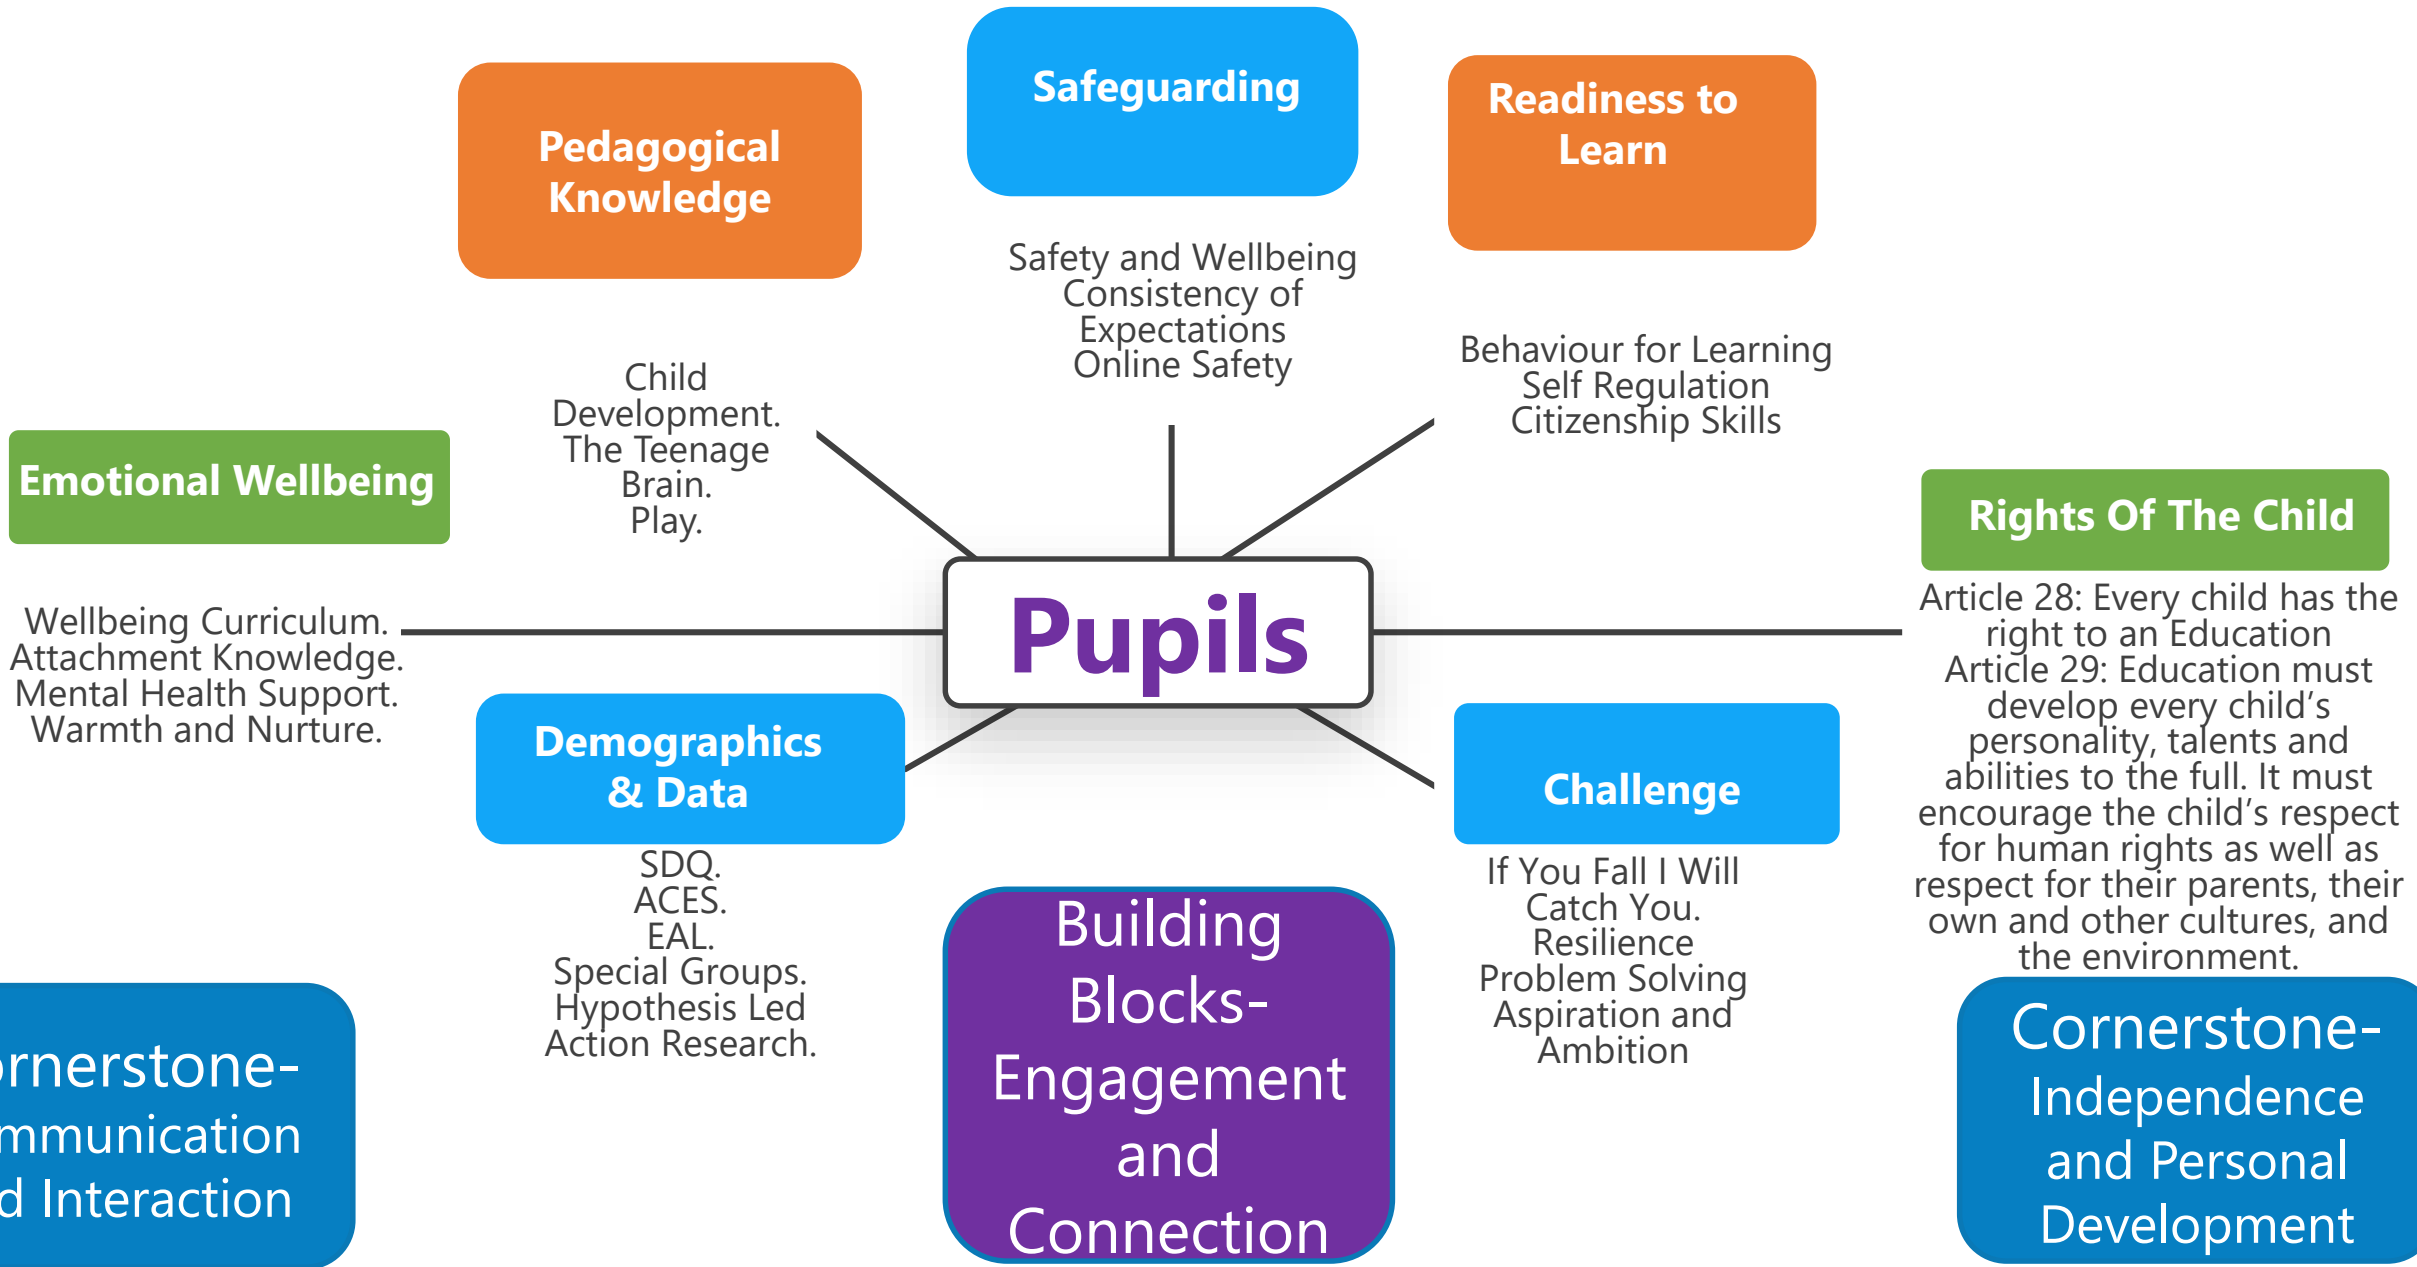 Safeguarding
Safety and Wellbeing
Consistency of
Expectations
Online Safety
Pedagogical
Knowledge
Child
Development.
The Teenage
Brain.
Play.
Readiness to
Learn
Behaviour for Learning
Self Regulation
Citizenship Skills
Emotional Wellbeing
Wellbeing Curriculum.
Attachment Knowledge.
Mental Health Support.
Warmth and Nurture.
Pupils
Rights Of The Child
Article 28: Every child has the
right to an Education
Article 29: Education must
develop every child’s
personality, talents and
abilities to the full. It must
encourage the child’s respect
for human rights as well as
respect for their parents, their
own and other cultures, and
the environment.
Demographics
& Data
SDQ.
ACES.
EAL.
Special Groups.
Hypothesis Led
Action Research.
Challenge
If You Fall I Will
Catch You.
Resilience
Problem Solving
Aspiration and
Ambition
ornerstone-
mmunication
d Interaction
Building
Blocks-
Engagement
and
Connection
Cornerstone-
Independence
and Personal
Development